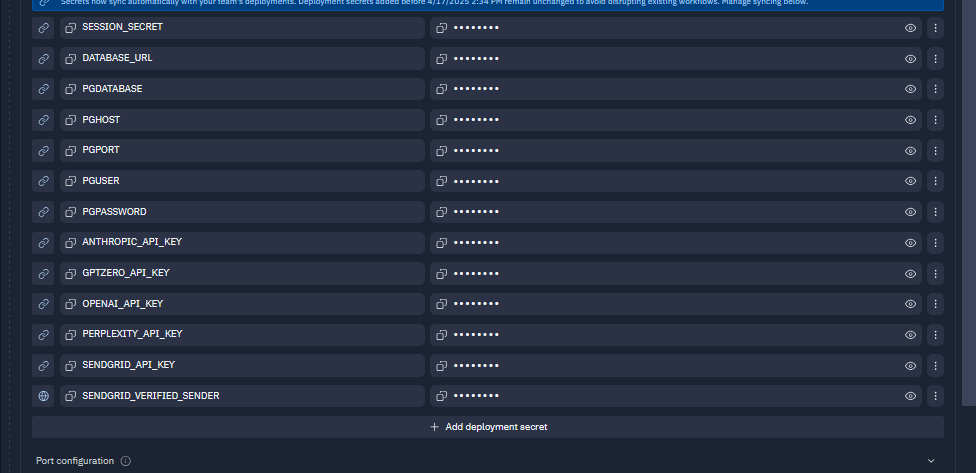 Secrets now sync automatically with your team's deployments. Deployment secrets added before 4/17/2025 2:34 PM remain unchanged to avoid disrupting existing workflows. Manage syncing below.
SESSION_SECRET ••••••••
DATABASE_URL ••••••••
PGDATABASE ••••••••
PGHOST ••••••••
PGPORT ••••••••
PGUSER ••••••••
PGPASSWORD ••••••••
ANTHROPIC_API_KEY ••••••••
GPTZERO_API_KEY ••••••••
OPENAI_API_KEY ••••••••
PERPLEXITY_API_KEY ••••••••
SENDGRID_API_KEY ••••••••
SENDGRID_VERIFIED_SENDER ••••••••
+ Add deployment secret
Port configuration